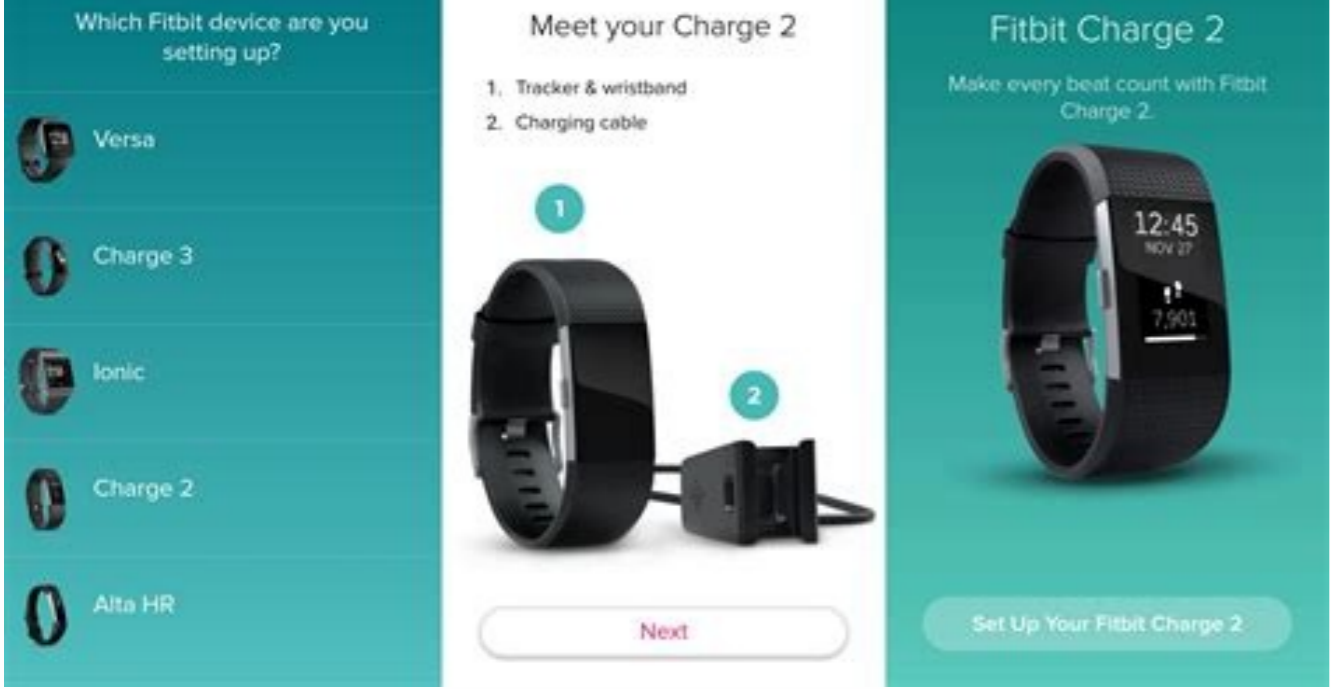 Which Fitbit device are you
setting up?
Versa
Charge 3
Ionic
Charge 2
Alta HR
Meet your Charge 2
1. Tracker & wristband
2. Charging cable
1
2
Next
Fitbit Charge 2
Make every beat count with Fitbit
Charge 2.
12:45
NOV 27
7,901
Set Up Your Fitbit Charge 2